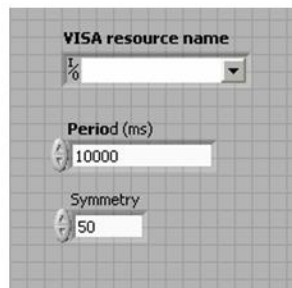 VISA resource name
I/O
Period (ms)
10000
Symmetry
50